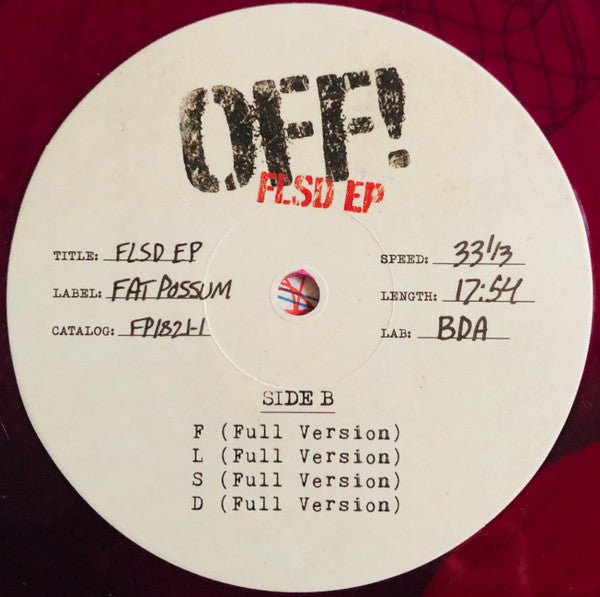 OFF!
FLSD EP
TITLE: FLSD EP
LABEL: FAT POSSUM
CATALOG: FP1821-1
SPEED: 33 1/3
LENGTH: 17:54
LAB: BDA
SIDE B
F (Full Version)
L (Full Version)
S (Full Version)
D (Full Version)